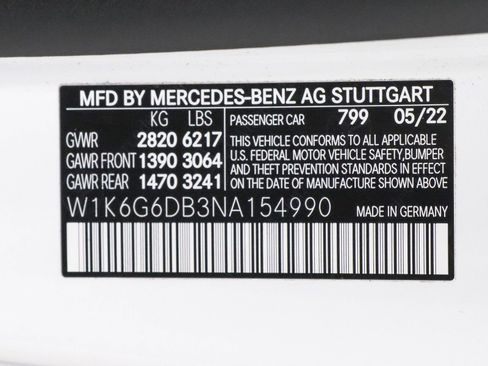 MFD BY MERCEDES-BENZ AG STUTTGART
KG LBS PASSENGER CAR 799 05/22
GVWR 2820 6217
GAWR FRONT 1390 3064
GAWR REAR 1470 3241
THIS VEHICLE CONFORMS TO ALL APPLICABLE
U.S. FEDERAL MOTOR VEHICLE SAFETY,BUMPER
AND THEFT PREVENTION STANDARDS IN EFFECT
ON THE DATE OF MANUFACTURE SHOWN ABOVE.
W1K6G6DB3NA154990 MADE IN GERMANY